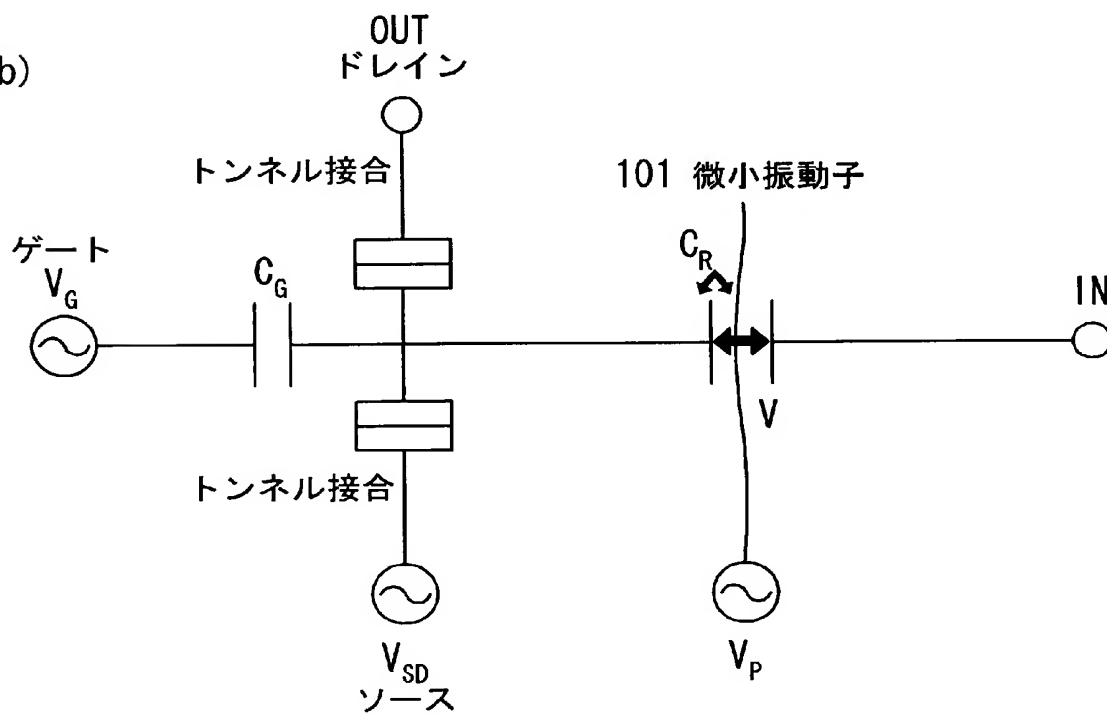 b)
OUT
ドレイン
トンネル接合
101 微小振動子
ゲート
V_G
C_G
C_R
IN
V
トンネル接合
V_SD
ソース
V_P